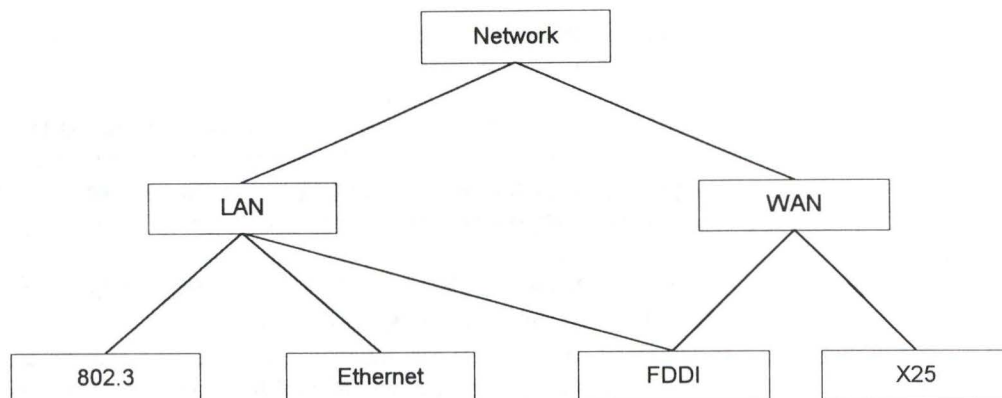 Network
LAN
WAN
802.3
Ethernet
FDDI
X25